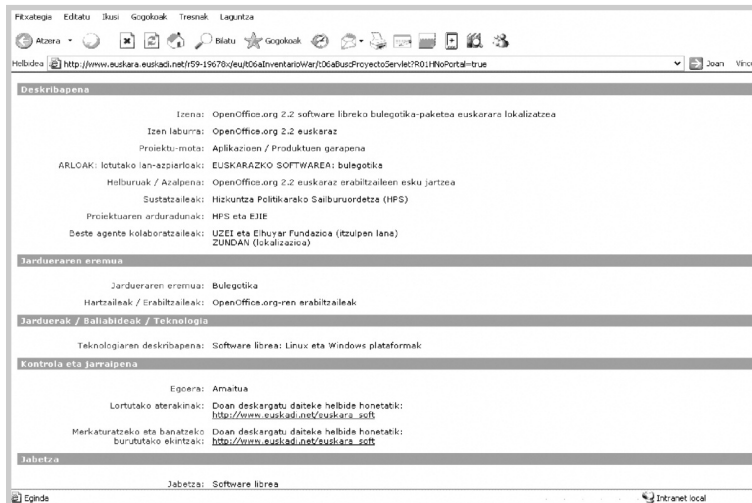 Fitxategia Editatu Ikusi Gogokoak Tresnak Laguntza
Atzera Bilatu Gogokoak
Helbidea http://www.euskara.euskadi.net/r59-19678x/eu/t06aInventarioWar/t06aBuscProyectoServlet?R01HNoPortal=true Joan Vinc
Deskribapena
Izena: OpenOffice.org 2.2 software libreko bulegotika-paketea euskarara lokalizatzea
Izen laburra: OpenOffice.org 2.2 euskaraz
Proiektu-mota: Aplikazioen / Produktuen garapena
ARLOAK: lotutako lan-azpiarloak: EUSKARAZKO SOFTWAREA: bulegotika
Helburuak / Azalpena: OpenOffice.org 2.2 euskaraz erabiltzaileen esku jartzea
Sustatzaileak: Hizkuntza Politikarako Sailburuordetza (HPS)
Proiektuaren arduradunak: HPS eta EJIE
Beste agente kolaboratzaileak: UZEI eta Elhuyar Fundazioa (itzulpen lana)
ZUNDAN (lokalizazioa)
Jardueraren eremua
Jardueraren eremua: Bulegotika
Hartzaileak / Erabiltzaileak: OpenOffice.org-ren erabiltzaileak
Jarduerak / Baliabideak / Teknologia
Teknologiaren deskribapena: Software librea: Linux eta Windows plataformak
Kontrola eta jarraipena
Egoera: Amaitua
Lortutako aterakinak: Doan deskargatu daiteke helbide honetatik:
http://www.euskadi.net/euskara_soft
Merkaturatzeko eta banatzeko Doan deskargatu daiteke helbide honetatik:
burututako ekintzak: http://www.euskadi.net/euskara_soft
Jabetza
Jabetza: Software librea
Eginda Intranet local